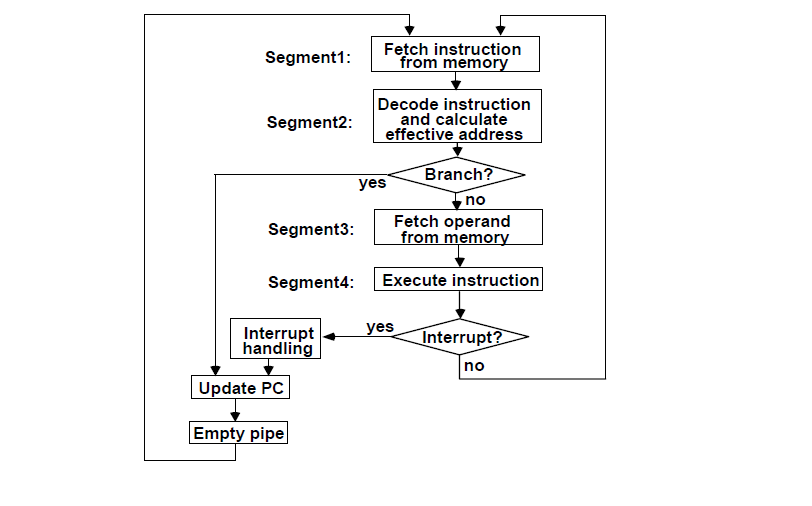 Segment1:
Fetch instruction
from memory
Segment2:
Decode instruction
and calculate
effective address
Branch?
yes
no
Segment3:
Fetch operand
from memory
Segment4:
Execute instruction
Interrupt?
yes
no
Interrupt
handling
Update PC
Empty pipe